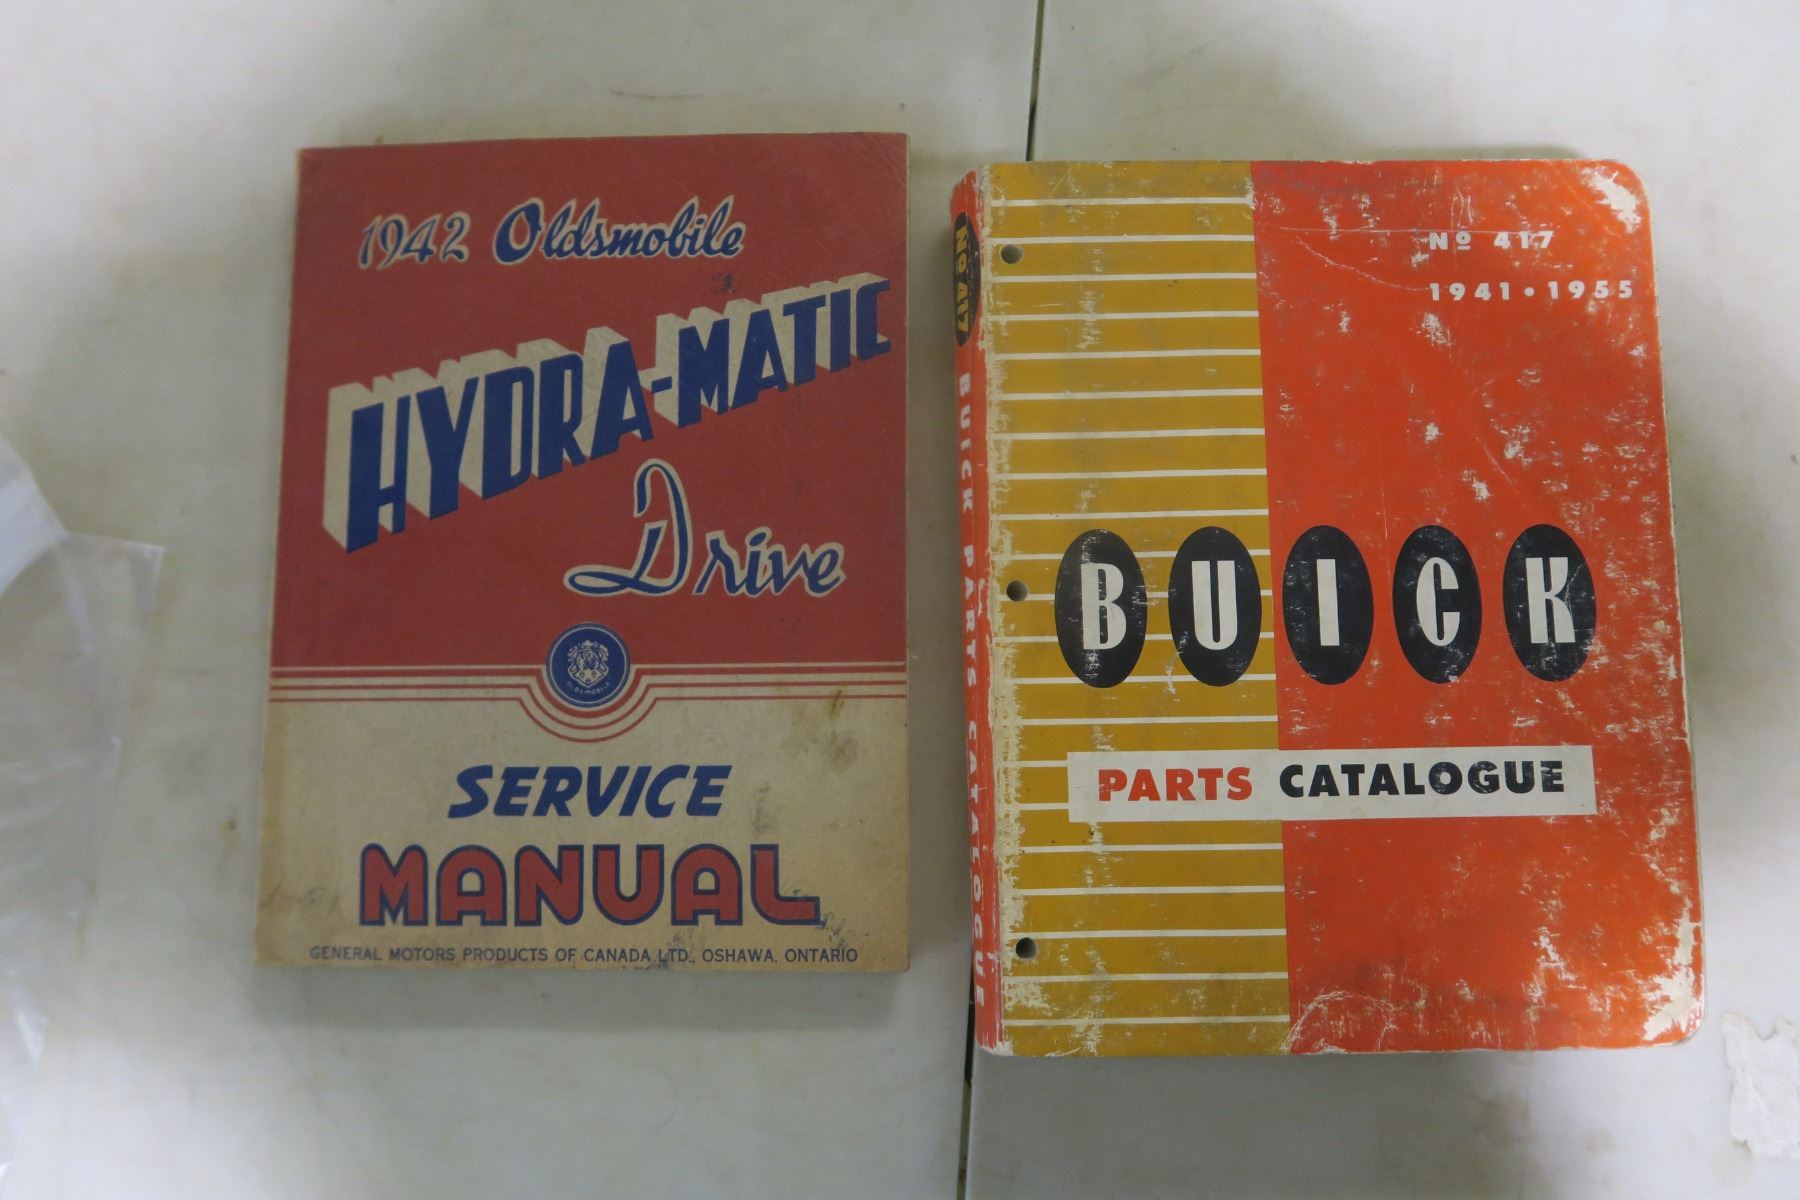 1942 Oldsmobile
HYDRA-MATIC
Drive
OLDSMOBILE
SERVICE
MANUAL
GENERAL MOTORS PRODUCTS OF CANADA LTD., OSHAWA, ONTARIO
No 417 BUICK PARTS CATALOGUE
No 417
1941 • 1955
BUICK
PARTS CATALOGUE